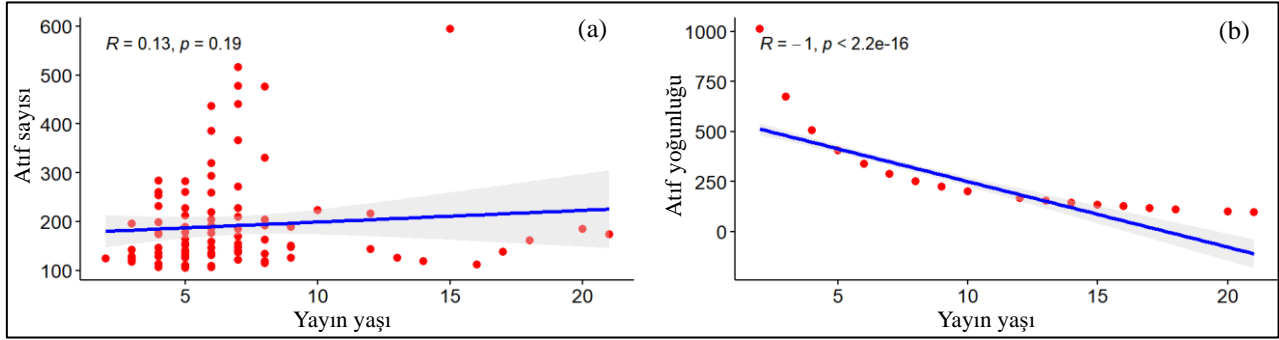 (a)
R = 0.13, p = 0.19
Atıf sayısı
600
500
400
300
200
100
5
10
15
20
Yayın yaşı
(b)
R = − 1, p < 2.2e-16
Atıf yoğunluğu
1000
750
500
250
0
5
10
15
20
Yayın yaşı